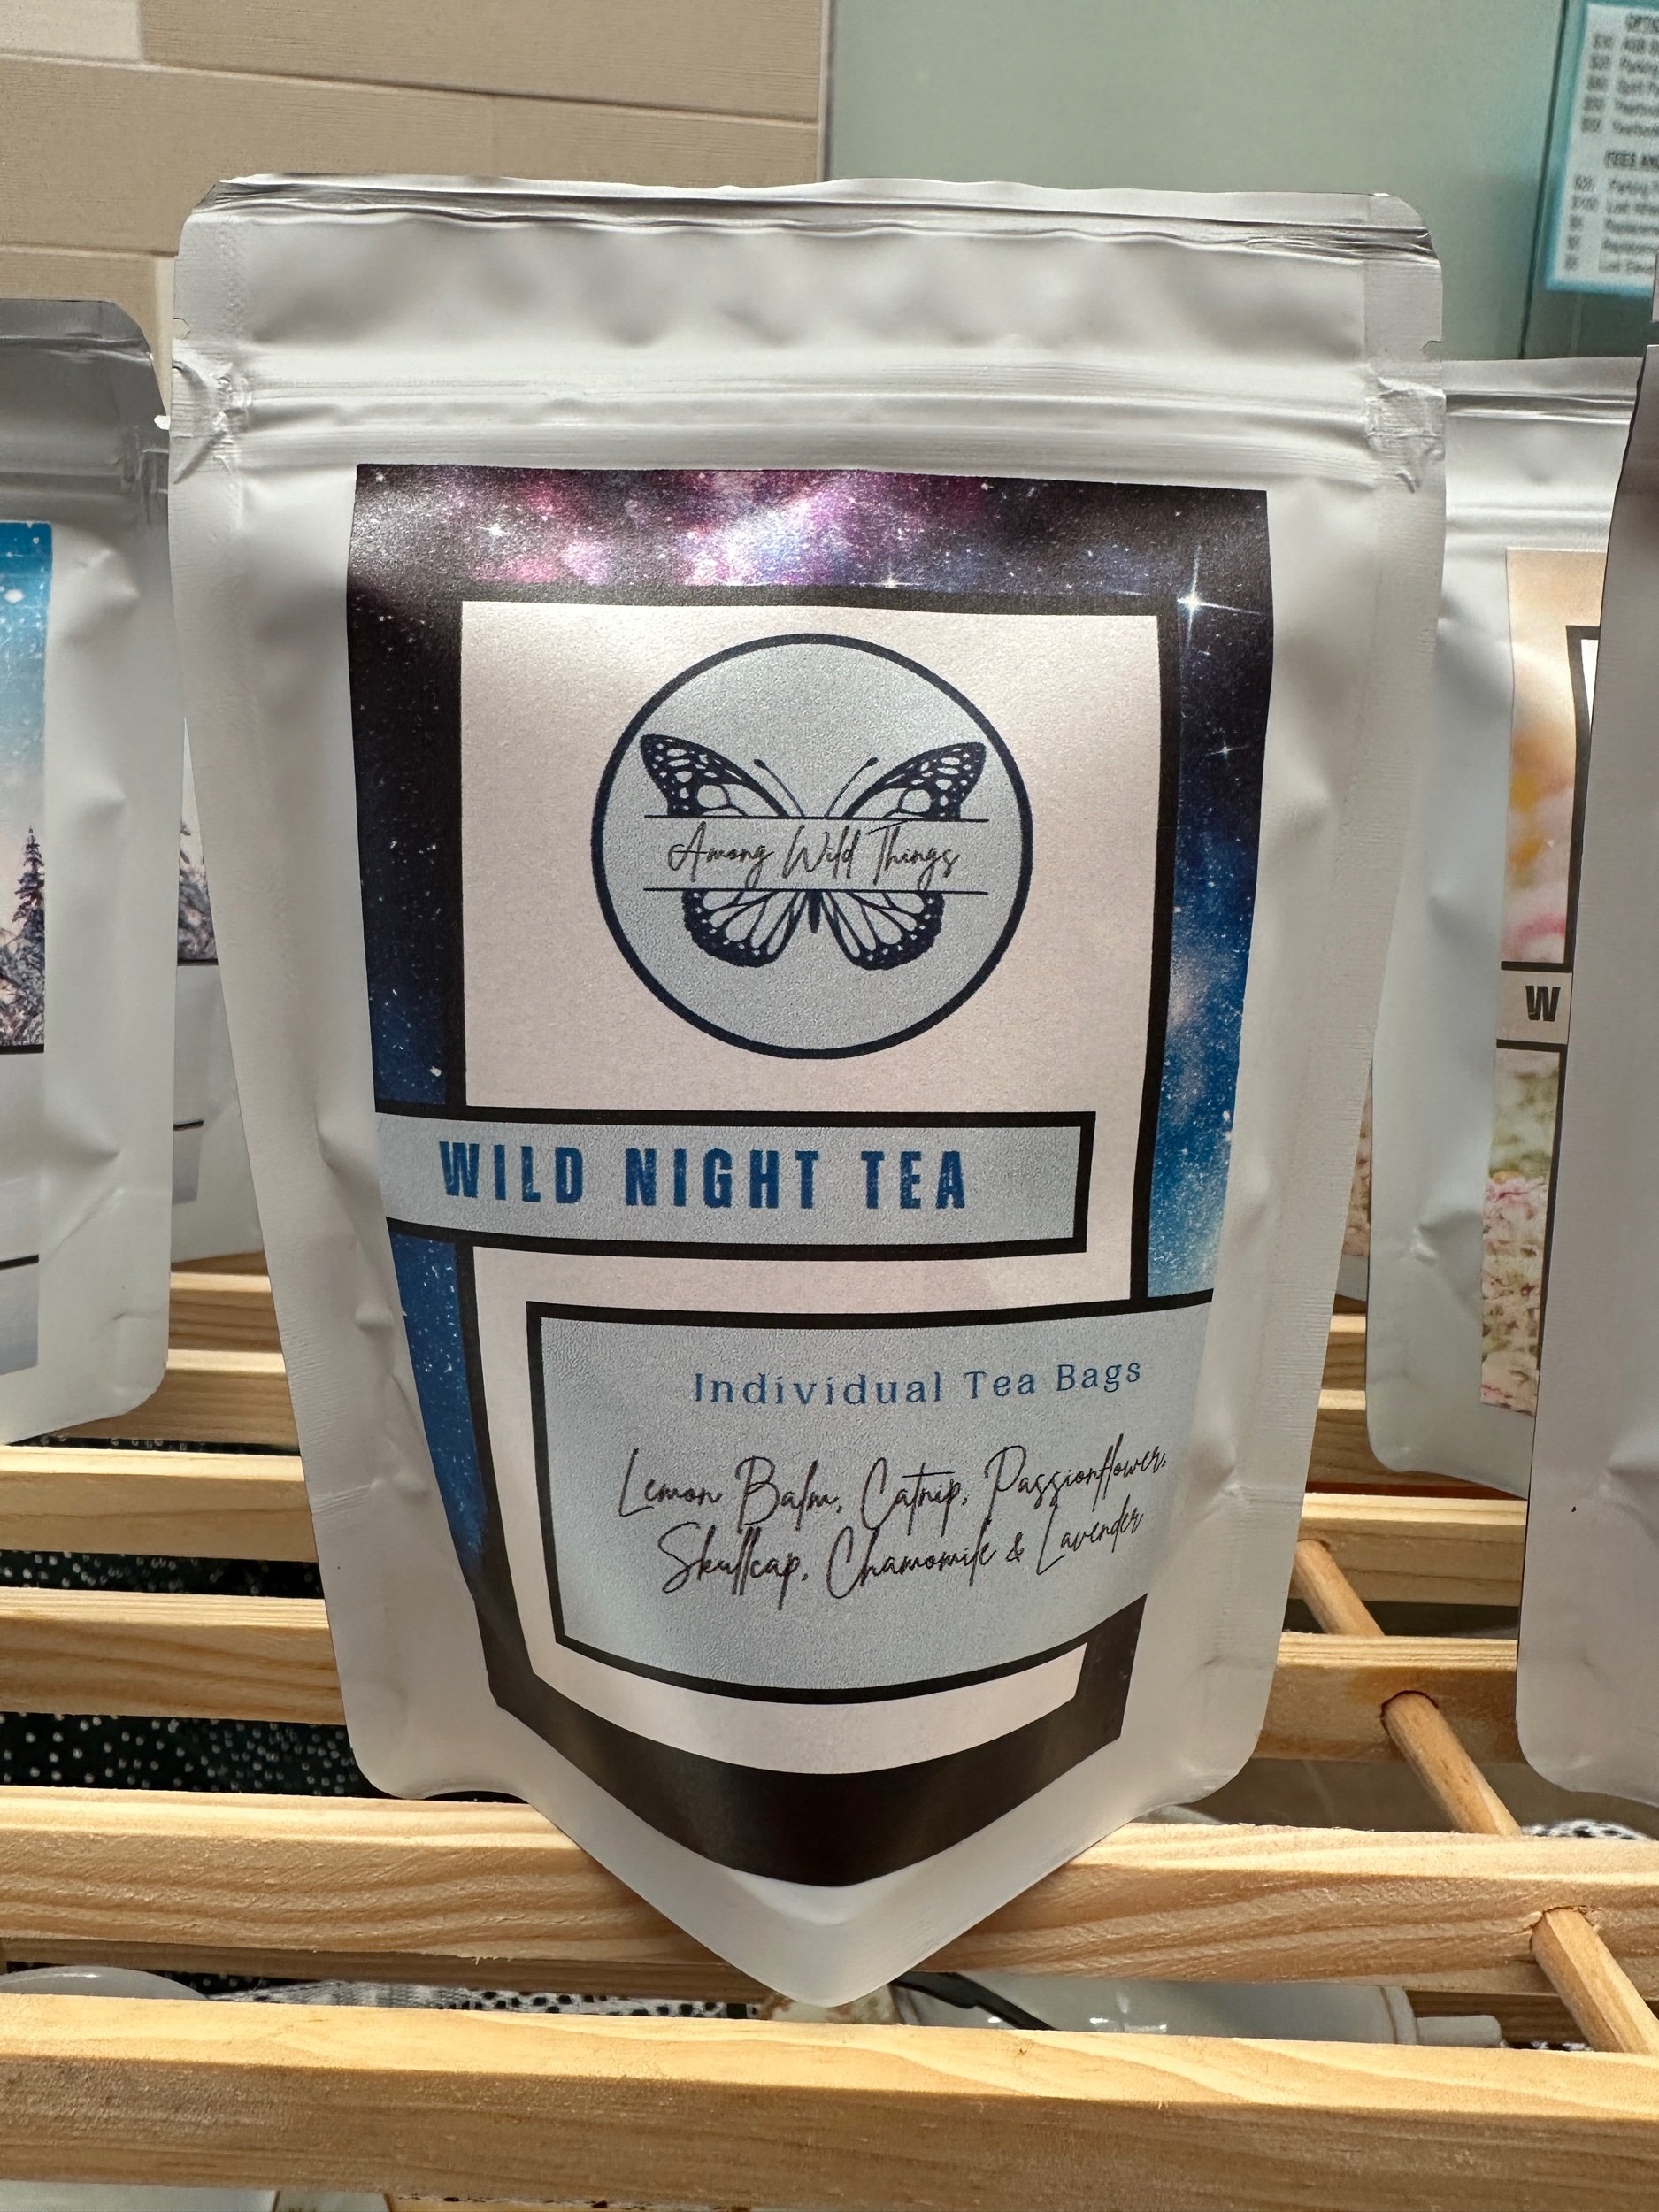 Among Wild Things
WILD NIGHT TEA
Individual Tea Bags
Lemon Balm, Catnip, Passionflower,
Skullcap, Chamomile & Lavender
W